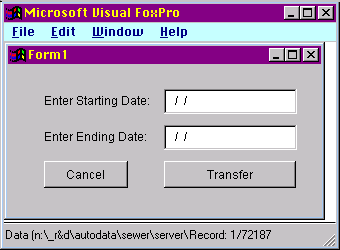 Microsoft Visual FoxPro
File Edit Window Help
Form1
Enter Starting Date: / /
Enter Ending Date: / /
Cancel Transfer
Data (n:\_r&d\autodata\sewer\server\Record: 1/72187